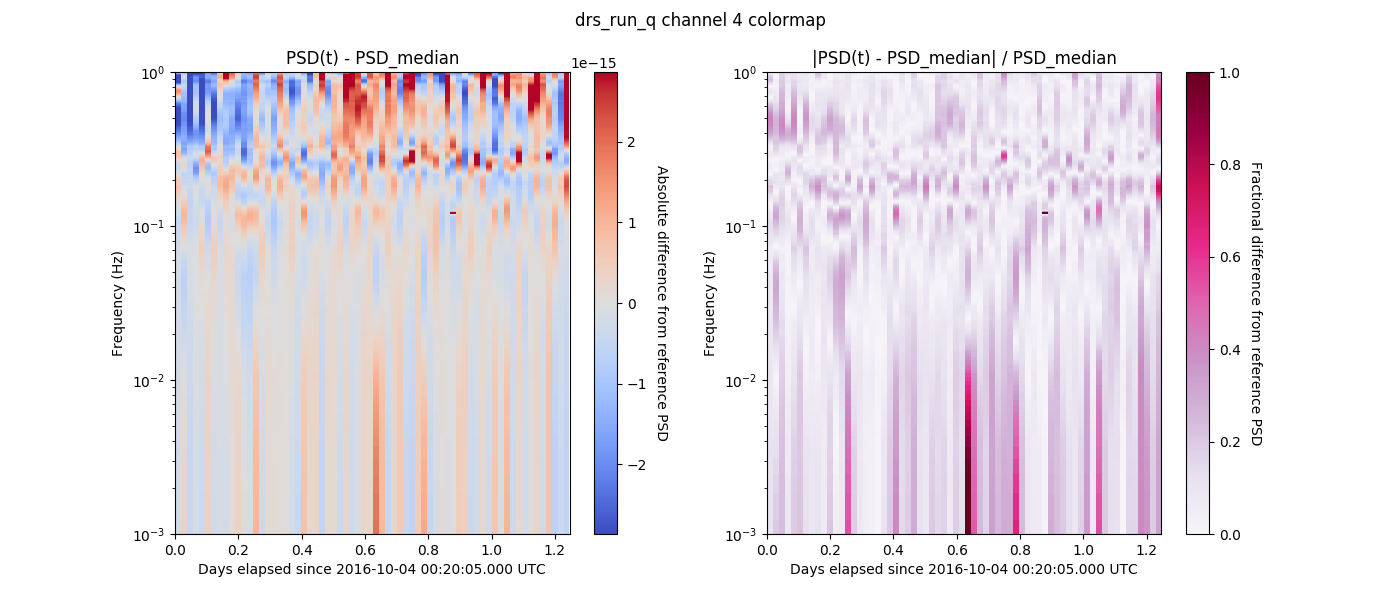 drs_run_q channel 4 colormap
PSD(t) - PSD_median
1e−15
|PSD(t) - PSD_median| / PSD_median
10⁰
10⁻¹
10⁻²
10⁻³
Frequency (Hz)
0.0 0.2 0.4 0.6 0.8 1.0 1.2
Days elapsed since 2016-10-04 00:20:05.000 UTC
2
1
0
−1
−2
Absolute difference from reference PSD
10⁰
10⁻¹
10⁻²
10⁻³
Frequency (Hz)
0.0 0.2 0.4 0.6 0.8 1.0 1.2
Days elapsed since 2016-10-04 00:20:05.000 UTC
1.0
0.8
0.6
0.4
0.2
0.0
Fractional difference from reference PSD